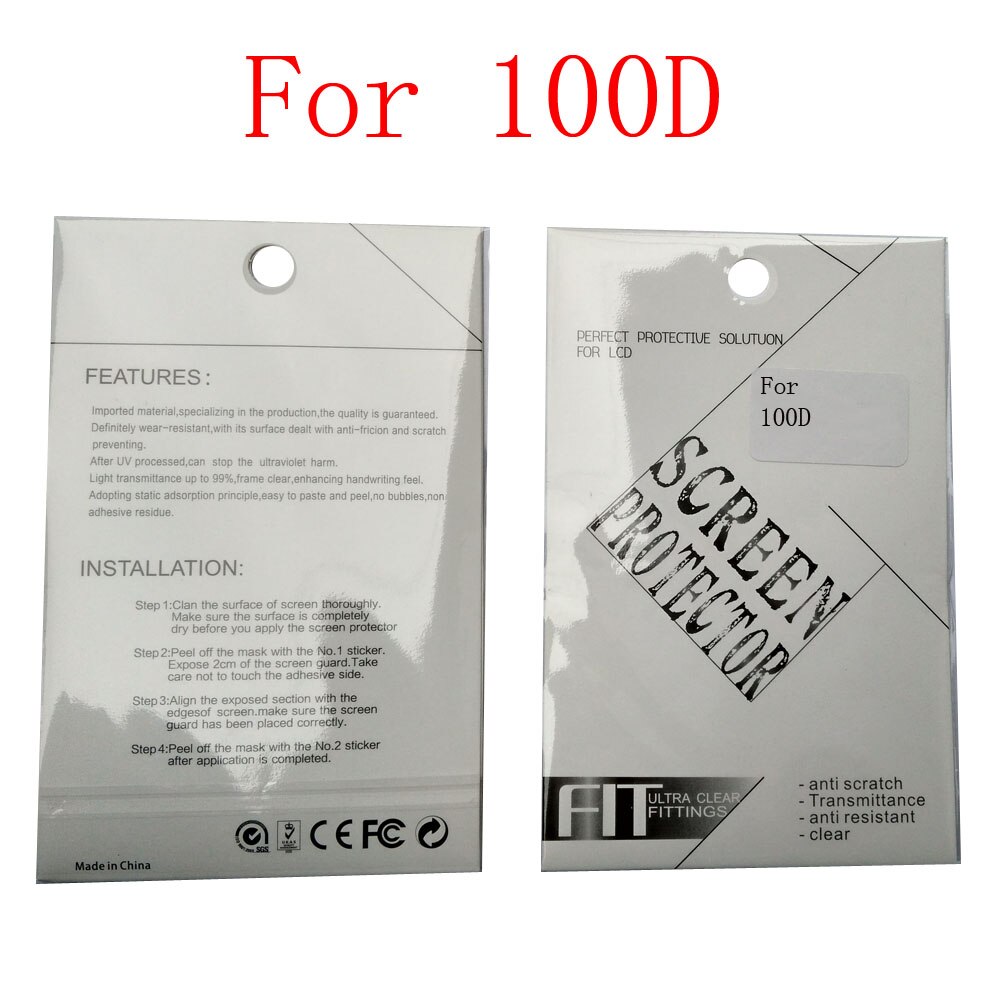 For 100D
FEATURES:
Imported material,specializing in the production,the quality is guaranteed.
Definitely wear-resistant,with its surface dealt with anti-fricion and scratch
preventing.
After UV processed,can stop the ultraviolet harm.
Light transmittance up to 99%,frame clear,enhancing handwriting feel.
Adopting static adsorption principle,easy to paste and peel,no bubbles,non
adhesive residue.
INSTALLATION:
Step 1:Clan the surface of screen thoroughly.
Make sure the surface is completely
dry before you apply the screen protector
Step2:Peel off the mask with the No.1 sticker.
Expose 2cm of the screen guard.Take
care not to touch the adhesive side.
Step3:Align the exposed section with the
edgesof screen.make sure the screen
guard has been placed correctly.
Step4:Peel off the mask with the No.2 sticker
after application is completed.
SGS
CE FC
Made in China
PERFECT PROTECTIVE SOLUTUON
FOR LCD
For
100D
SCREEN
PROTECTOR
FIT ULTRA CLEAR
FITTINGS
- anti scratch
- Transmittance
- anti resistant
- clear